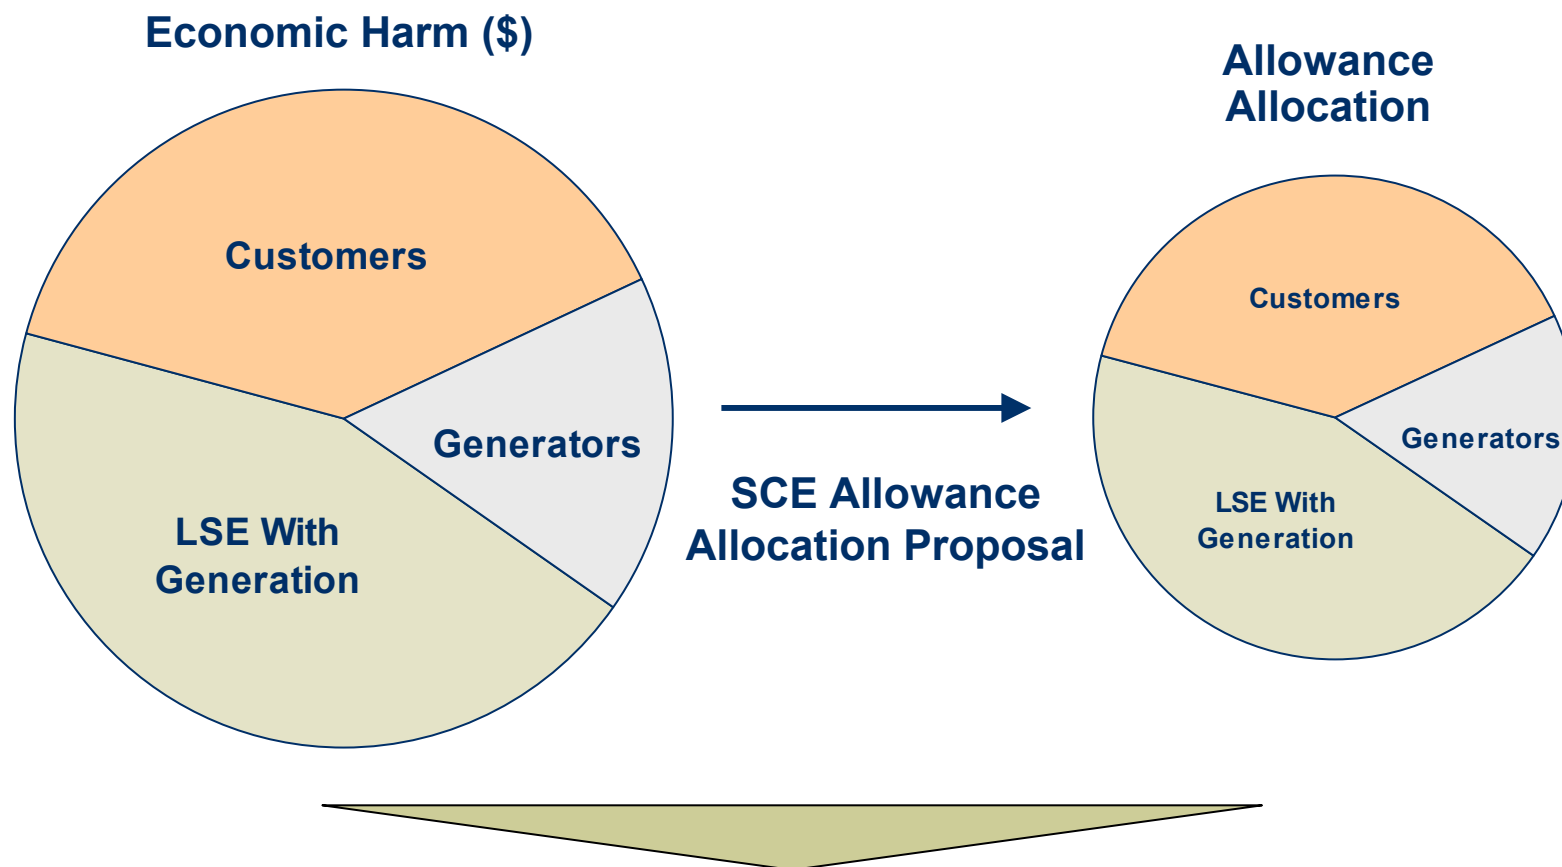 Economic Harm ($)
Customers
Generators
LSE With
Generation
SCE Allowance
Allocation Proposal
Allowance
Allocation
Customers
Generators
LSE With
Generation